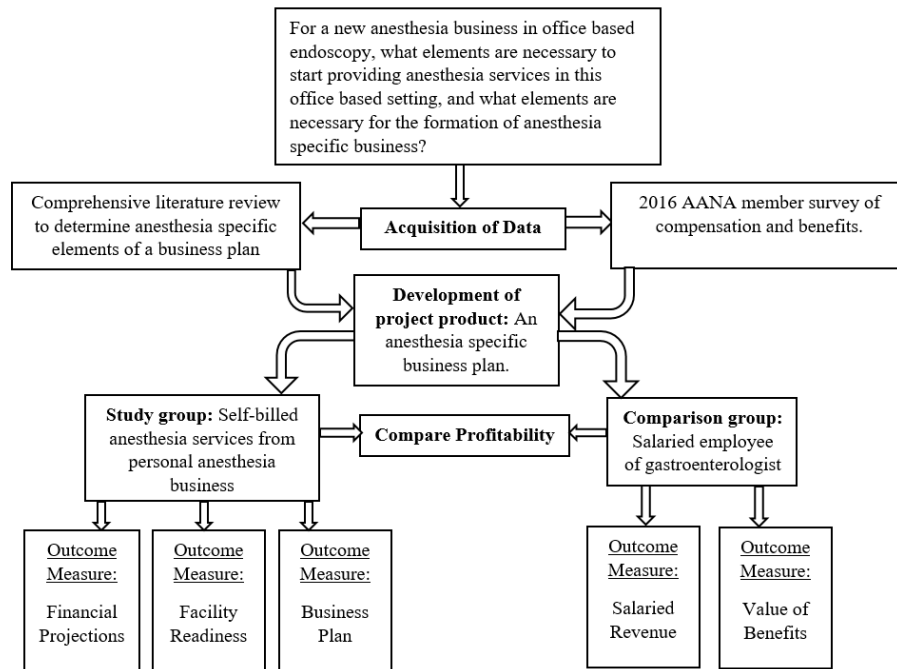 For a new anesthesia business in office based
endoscopy, what elements are necessary to
start providing anesthesia services in this
office based setting, and what elements are
necessary for the formation of anesthesia
specific business?
Comprehensive literature review
to determine anesthesia specific
elements of a business plan
Acquisition of Data
2016 AANA member survey of
compensation and benefits.
Development of
project product: An
anesthesia specific
business plan.
Study group: Self-billed
anesthesia services from
personal anesthesia
business
Compare Profitability
Comparison group:
Salaried employee
of gastroenterologist
Outcome
Measure:
Financial
Projections
Outcome
Measure:
Facility
Readiness
Outcome
Measure:
Business
Plan
Outcome
Measure:
Salaried
Revenue
Outcome
Measure:
Value of
Benefits